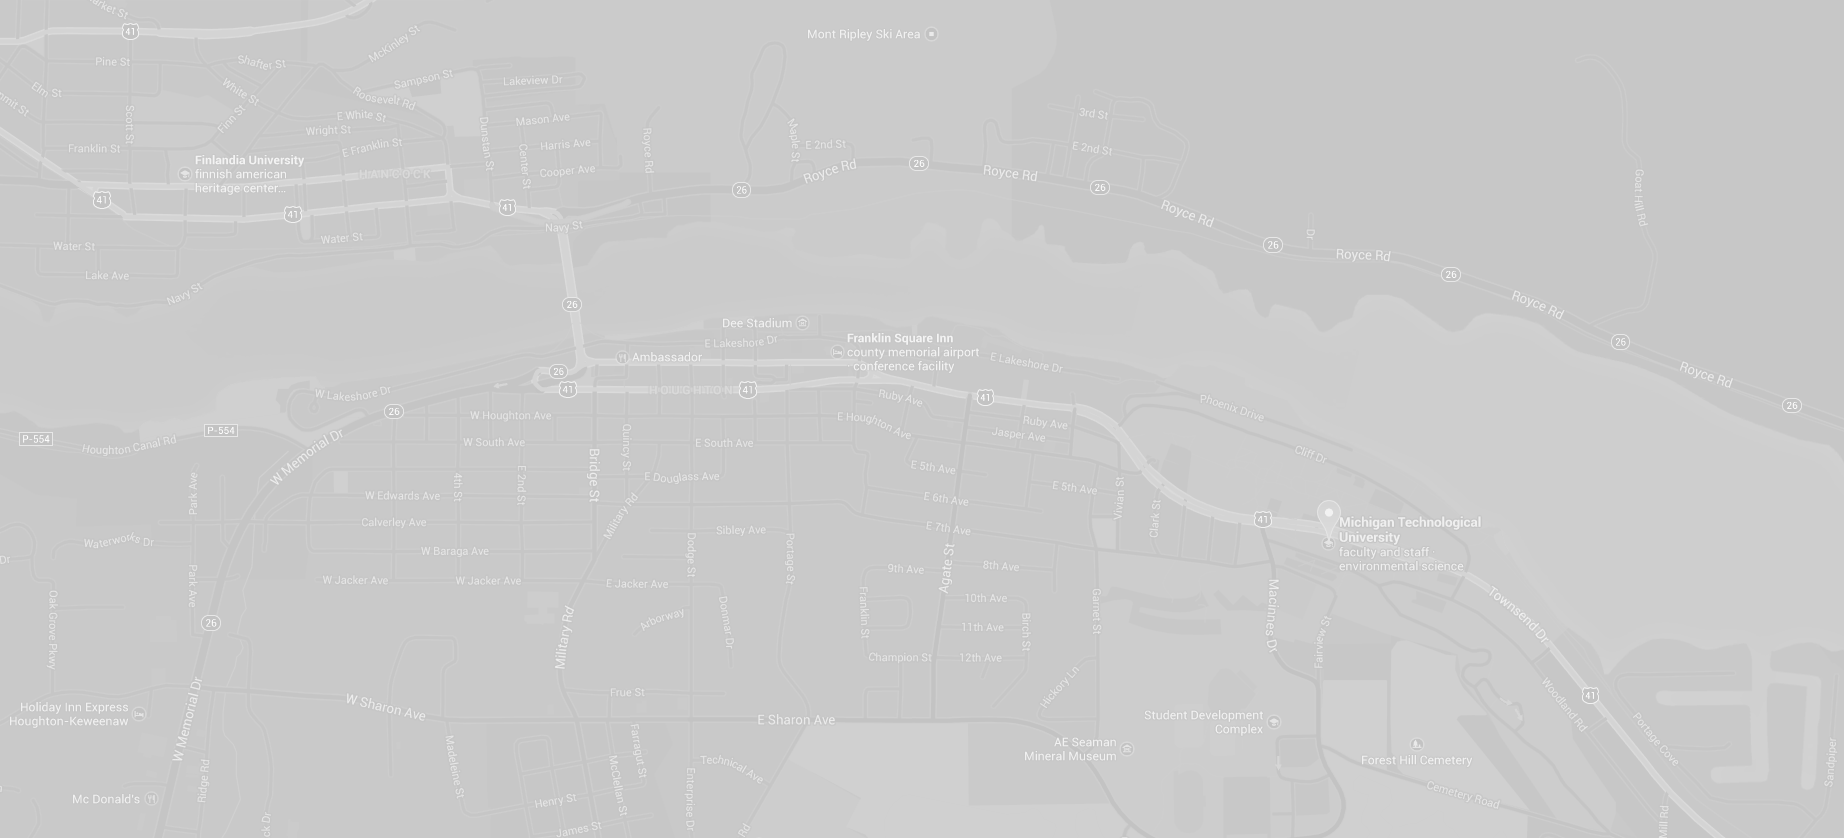 arket St
41
Mont Ripley Ski Area
McKinley St
Pine St
Shafter St
Sampson St
Lakeview Dr
Elm St
mmit St
White St
Roosevelt Rd
3rd St
E White St
Mason Ave
Scott St
Finn St
Wright St
Dunstan St
Maple St
Royce Rd
E 2nd St
Harris Ave
Franklin St
E Franklin St
Center St
E 2nd St
Finlandia University
finnish american
heritage center...
HANCOCK
Cooper Ave
Royce Rd
26
Royce Rd
26
26
Goat Hill Rd
41
41
41
Royce Rd
Navy St
Dr
Water St
Water St
26
Royce Rd
Lake Ave
26
Navy St
26
Royce Rd
Dee Stadium
Franklin Square Inn
county memorial airport
conference facility
E Lakeshore Dr
26
Ambassador
E Lakeshore Dr
26
Royce Rd
W Lakeshore Dr
41
HOUGHTON
41
41
Ruby Ave
Phoenix Drive
26
26
W Houghton Ave
E Houghton Ave
Ruby Ave
P-554
P-554
Jasper Ave
Houghton Canal Rd
W Memorial Dr
W South Ave
Quincy St
E South Ave
Cliff Dr
E 5th Ave
Bridge St
E Douglass Ave
Park Ave
4th St
E 2nd St
W Edwards Ave
E 6th Ave
E 5th Ave
Vivian St
Clark St
Military Rd
Calverley Ave
Sibley Ave
E 7th Ave
41
Michigan Technological
University
faculty and staff
environmental science
Waterworks Dr
Dr
W Baraga Ave
Dodge St
Portage St
Agate St
9th Ave
8th Ave
Park Ave
W Jacker Ave
W Jacker Ave
E Jacker Ave
10th Ave
Garnet St
MacInnes Dr
Townsend Dr
Oak Grove Pkwy
26
Arborway
Donmar Dr
Franklin St
11th Ave
Birch St
Military Rd
Fairview St
Champion St
12th Ave
Hickory Ln
Frue St
W Memorial Dr
W Sharon Ave
41
Woodland Rd
Holiday Inn Express
Houghton-Keweenaw
E Sharon Ave
Student Development
Complex
Portage Cove
AE Seaman
Mineral Museum
Forest Hill Cemetery
Sandpiper
Madeleine St
Farragut St
McClellan St
Technical Ave
Ridge Rd
Enterprise Dr
Mc Donald's
Henry St
Cemetery Road
ck Dr
James St
Rd
Mill Rd